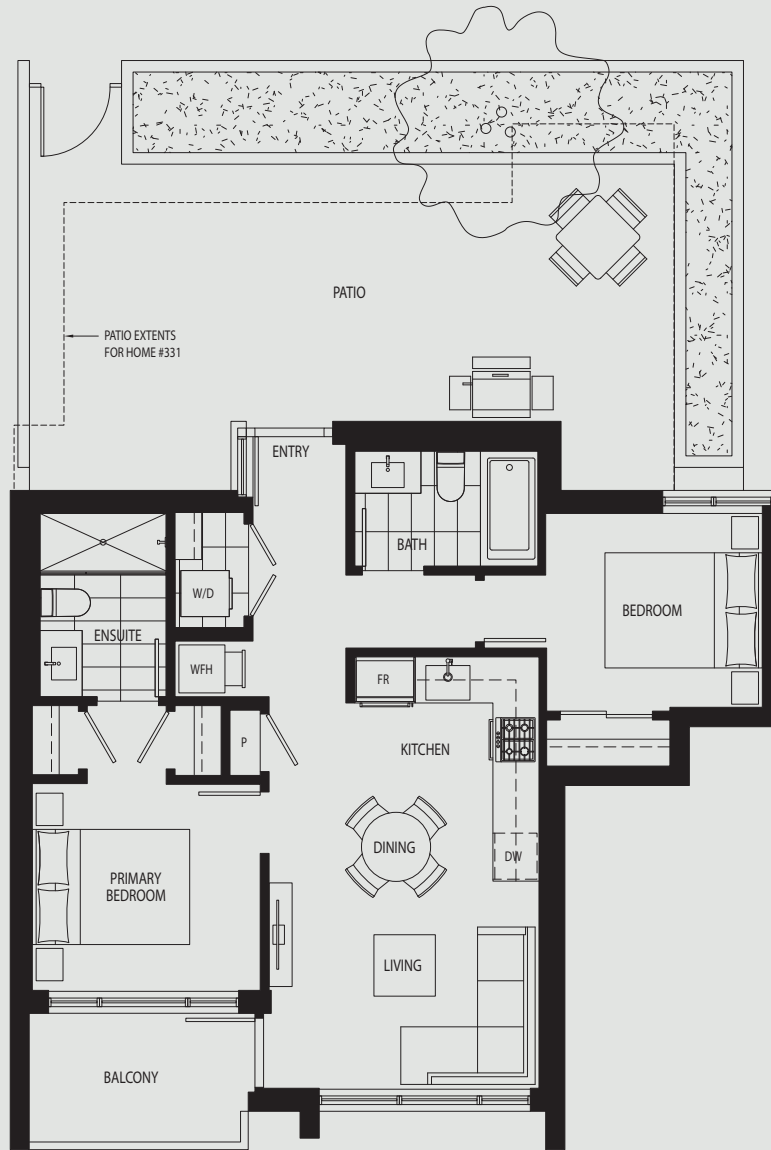 PATIO
PATIO EXTENTS
FOR HOME #331
ENTRY
BATH
W/D
BEDROOM
ENSUITE
WFH
FR
P
KITCHEN
DINING
DW
PRIMARY
BEDROOM
LIVING
BALCONY